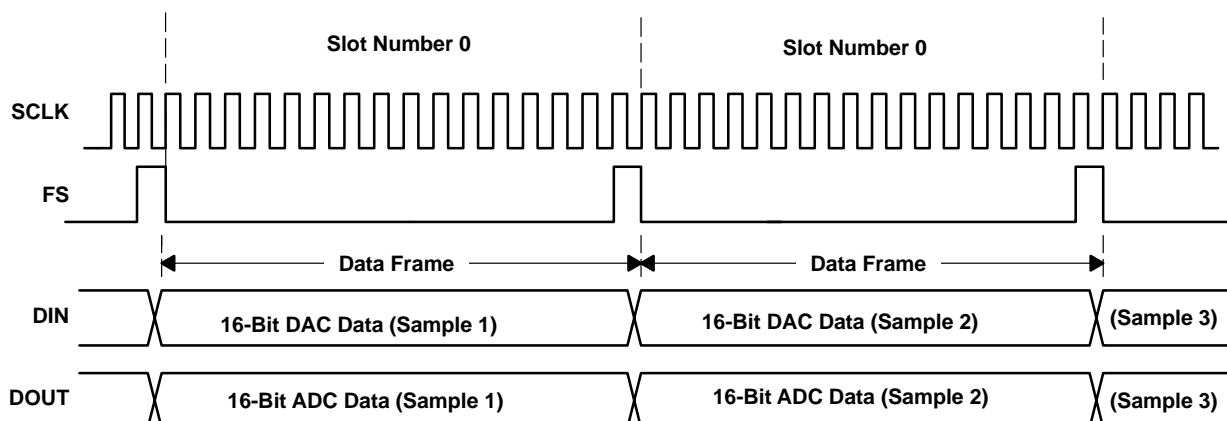 Slot Number 0
Slot Number 0
SCLK
FS
Data Frame
Data Frame
DIN
16-Bit DAC Data (Sample 1)
16-Bit DAC Data (Sample 2)
(Sample 3)
DOUT
16-Bit ADC Data (Sample 1)
16-Bit ADC Data (Sample 2)
(Sample 3)